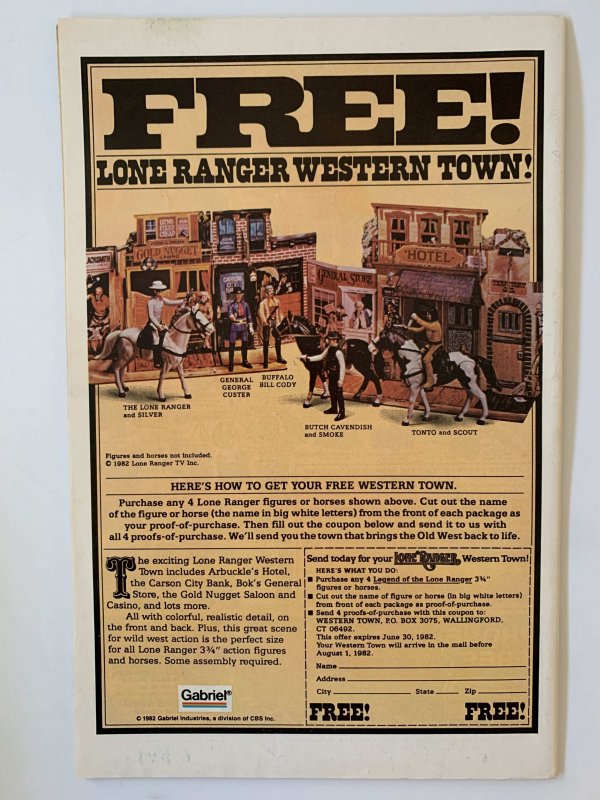 FREE!
LONE RANGER WESTERN TOWN!
GUNS
FIXED
CHEAP
GOLD NUGGET
CASINO
BLACKSMITH
CARSON
CITY
GENERAL STORE
HOTEL
TERRITORY
THE LONE RANGER
and SILVER
GENERAL
GEORGE
CUSTER
BUFFALO
BILL CODY
BUTCH CAVENDISH
and SMOKE
TONTO and SCOUT
Figures and horses not included.
© 1982 Lone Ranger TV Inc.
HERE'S HOW TO GET YOUR FREE WESTERN TOWN.
Purchase any 4 Lone Ranger figures or horses shown above. Cut out the name
of the figure or horse (the name in big white letters) from the front of each package as
your proof-of-purchase. Then fill out the coupon below and send it to us with
all 4 proofs-of-purchase. We'll send you the town that brings the Old West back to life.
The exciting Lone Ranger Western
Town includes Arbuckle's Hotel,
the Carson City Bank, Bok's General
Store, the Gold Nugget Saloon and
Casino, and lots more.
All with colorful, realistic detail, on
the front and back. Plus, this great scene
for wild west action is the perfect size
for all Lone Ranger 3¾" action figures
and horses. Some assembly required.
Gabriel®
© 1982 Gabriel Industries, a division of CBS Inc.
Send today for your LONE RANGER Western Town!
HERE'S WHAT YOU DO:
■ Purchase any 4 Legend of the Lone Ranger 3¾"
figures or horses.
■ Cut out the name of figure or horse (in big white letters)
from front of each package as proof-of-purchase.
■ Send 4 proofs-of-purchase with this coupon to:
WESTERN TOWN, P.O. BOX 3075, WALLINGFORD,
CT 06492.
This offer expires June 30, 1982.
Your Western Town will arrive in the mail before
August 1, 1982.
Name
Address
City State Zip
FREE! FREE!